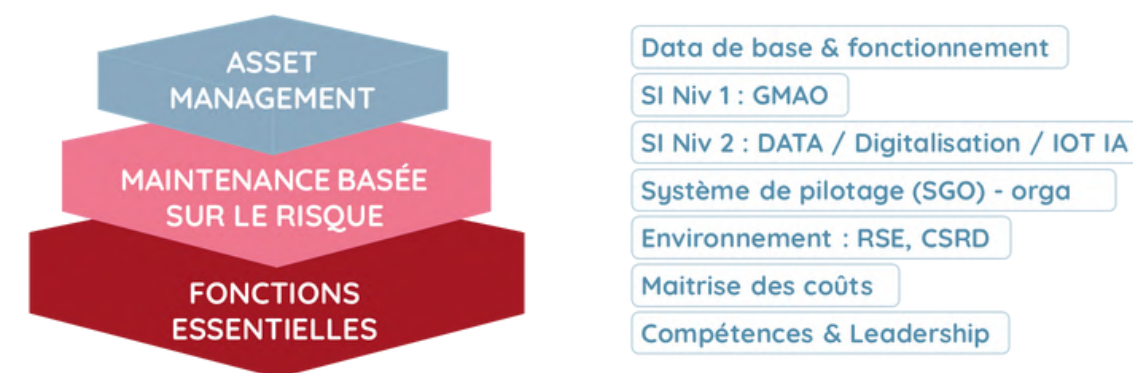 ASSET
MANAGEMENT
MAINTENANCE BASÉE
SUR LE RISQUE
FONCTIONS
ESSENTIELLES
Data de base & fonctionnement
SI Niv 1 : GMAO
SI Niv 2 : DATA / Digitalisation / IOT IA
Système de pilotage (SGO) - orga
Environnement : RSE, CSRD
Maitrise des coûts
Compétences & Leadership